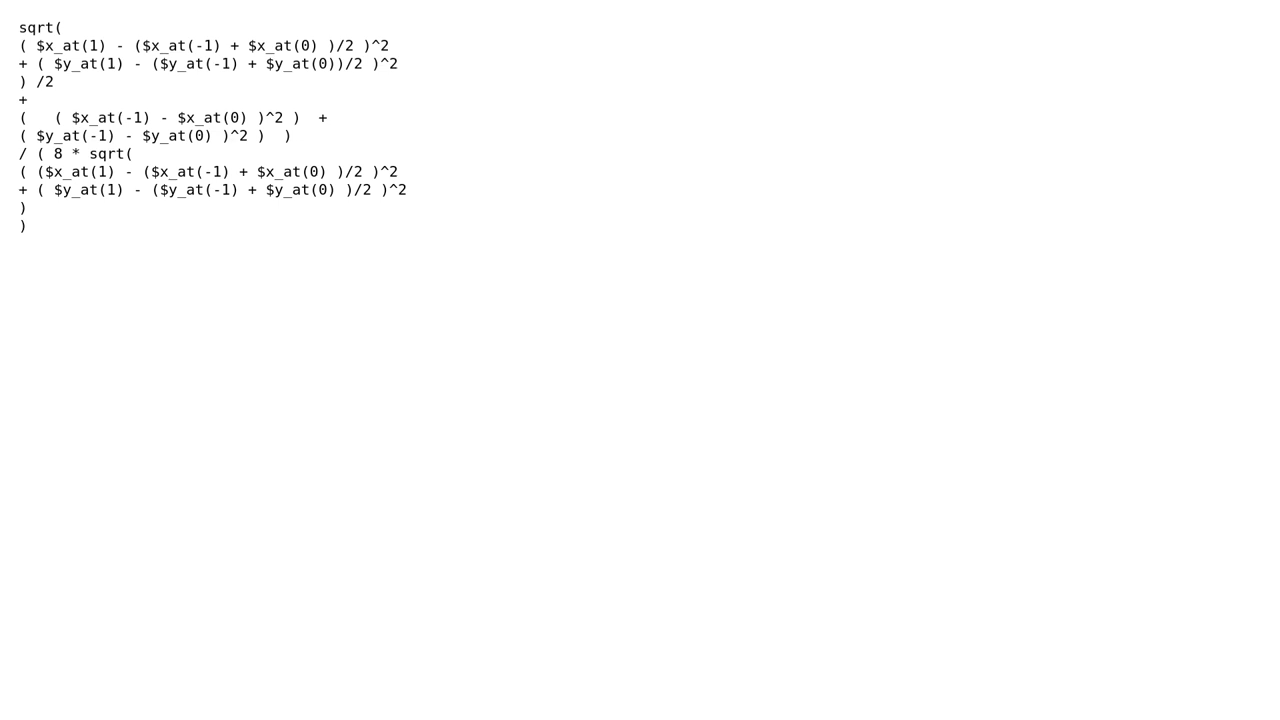 sqrt(
( $x_at(1) - ($x_at(-1) + $x_at(0) )/2 )^2
+ ( $y_at(1) - ($y_at(-1) + $y_at(0))/2 )^2
) /2
+
(   ( $x_at(-1) - $x_at(0) )^2 )  +
( $y_at(-1) - $y_at(0) )^2 )  )
/ ( 8 * sqrt(
( ($x_at(1) - ($x_at(-1) + $x_at(0) )/2 )^2
+ ( $y_at(1) - ($y_at(-1) + $y_at(0) )/2 )^2
)
)